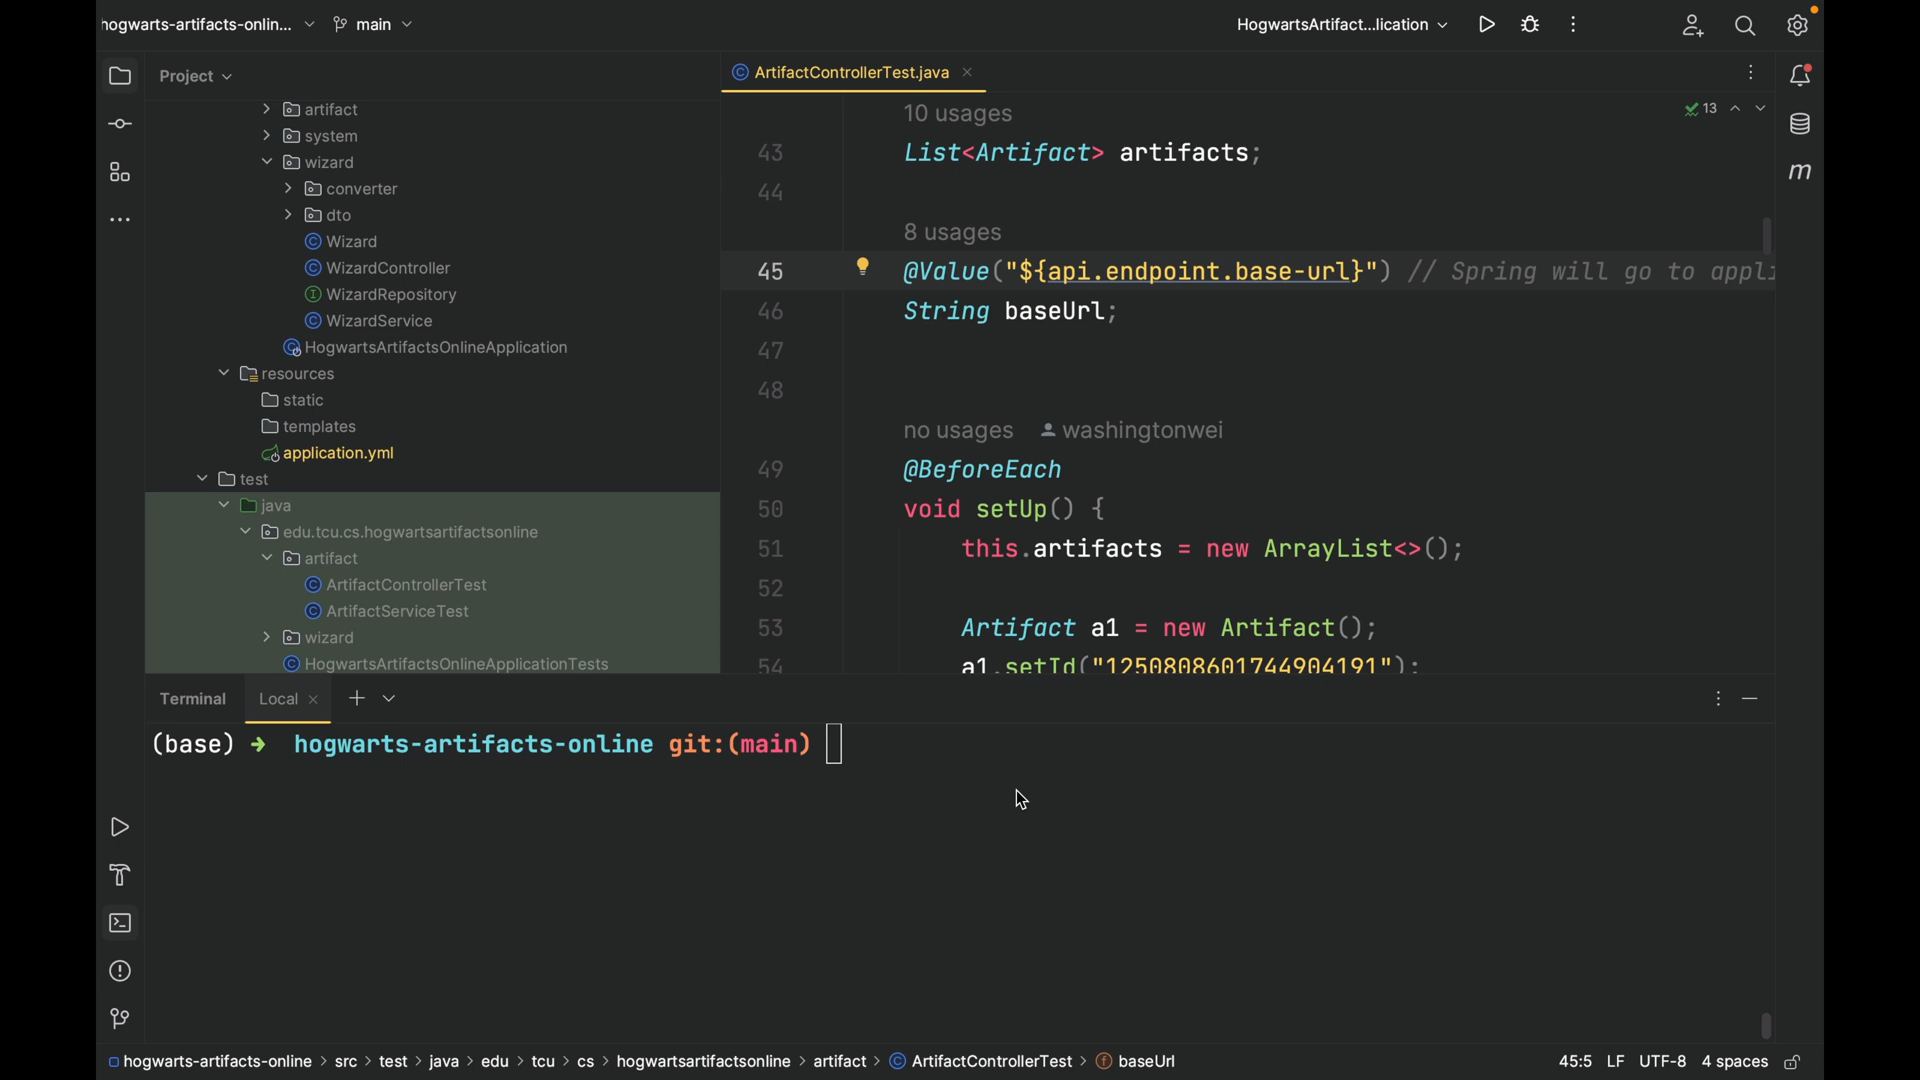 hogwarts-artifacts-onlin... main HogwartsArtifact...lication
Project
artifact
system
wizard
converter
dto
Wizard
WizardController
WizardRepository
WizardService
HogwartsArtifactsOnlineApplication
resources
static
templates
application.yml
test
java
edu.tcu.cs.hogwartsartifactsonline
artifact
ArtifactControllerTest
ArtifactServiceTest
wizard
HogwartsArtifactsOnlineApplicationTests
ArtifactControllerTest.java
13
10 usages
43 List<Artifact> artifacts;
44
8 usages
45 @Value("${api.endpoint.base-url}") // Spring will go to appli
46 String baseUrl;
47
48
no usages washingtonwei
49 @BeforeEach
50 void setUp() {
51 this.artifacts = new ArrayList<>();
52
53 Artifact a1 = new Artifact();
54 a1.setId("1250808601744904191");
m
Terminal Local
(base) ➜ hogwarts-artifacts-online git:(main)
hogwarts-artifacts-online > src > test > java > edu > tcu > cs > hogwartsartifactsonline > artifact > ArtifactControllerTest > baseUrl 45:5 LF UTF-8 4 spaces